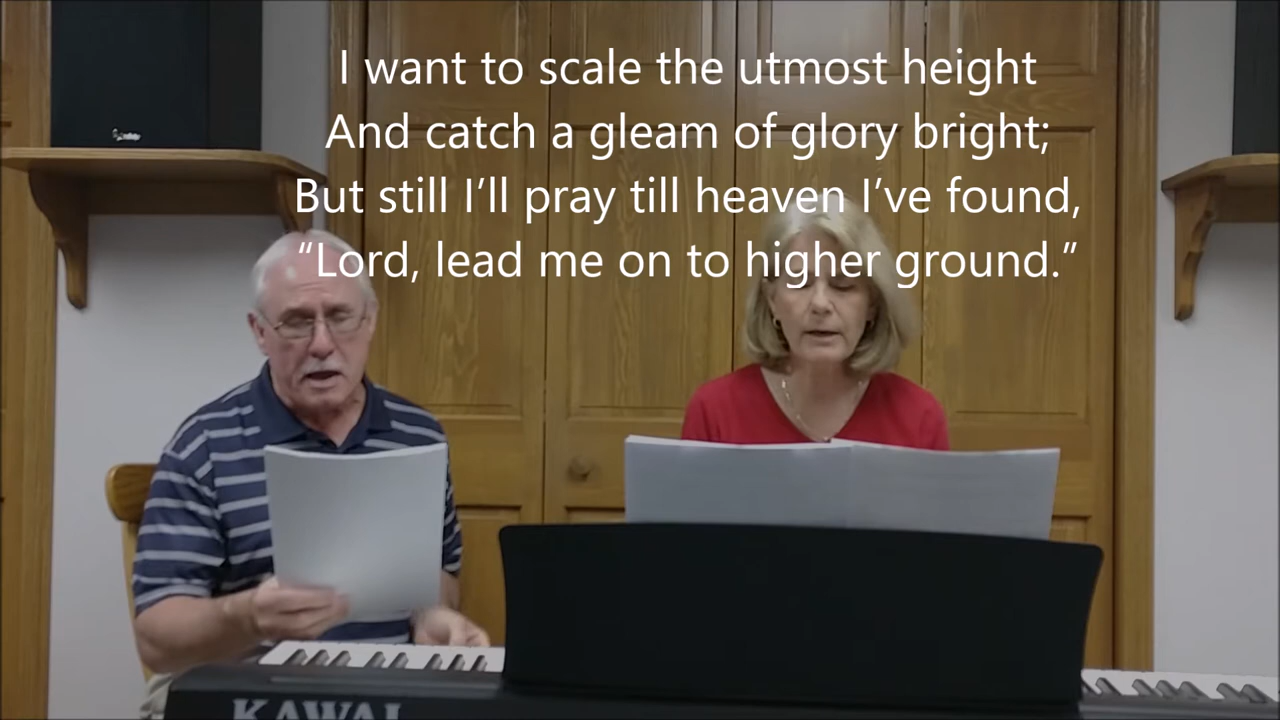 I want to scale the utmost height
And catch a gleam of glory bright;
But still I’ll pray till heaven I’ve found,
“Lord, lead me on to higher ground.”
KAWAI